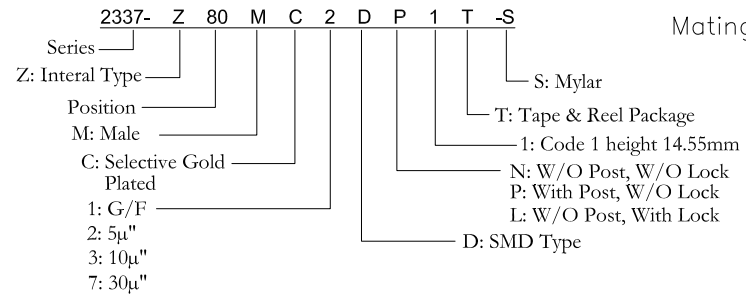 2337- Z 80 M C 2 D P 1 T -S
Mating
Series
Z: Interal Type
Position
M: Male
C: Selective Gold
Plated
1: G/F
2: 5µ"
3: 10µ"
7: 30µ"
S: Mylar
T: Tape & Reel Package
1: Code 1 height 14.55mm
N: W/O Post, W/O Lock
P: With Post, W/O Lock
L: W/O Post, With Lock
D: SMD Type